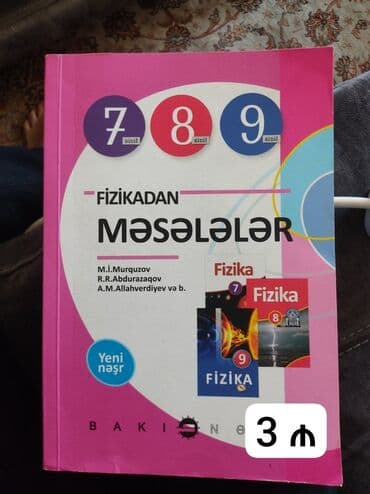 7 8 9
sinif sinif sinif
FİZİKADAN
MƏSƏLƏLƏR
M.İ.Murquzov
R.R.Abdurazaqov
A.M.Allahverdiyev və b.
Fizika
7
Fizika
8
9
FİZİKA
Yeni
nəşr
BAKI
3 ₼